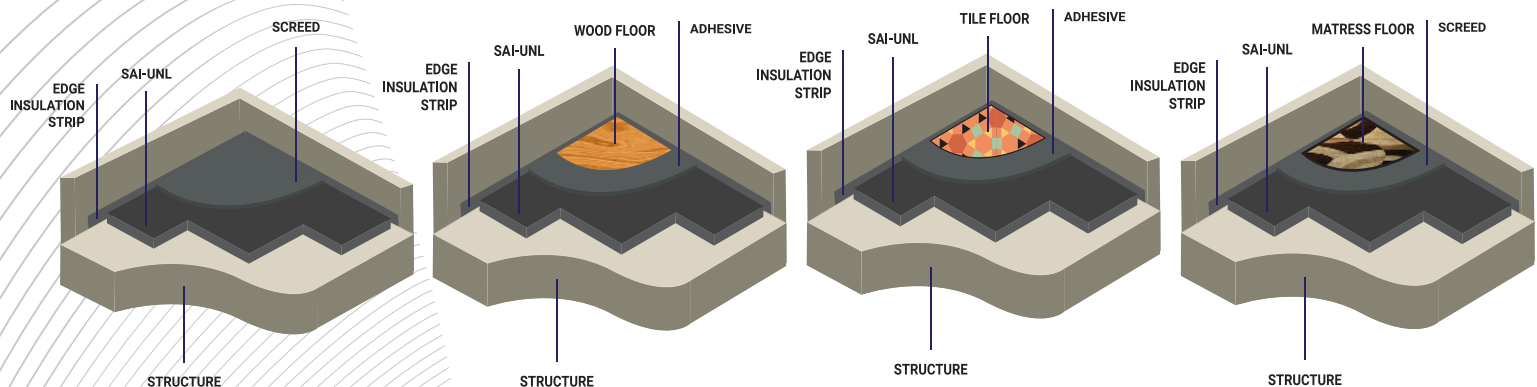 SCREED
SAI-UNL
EDGE
INSULATION
STRIP
STRUCTURE
WOOD FLOOR
ADHESIVE
SAI-UNL
EDGE
INSULATION
STRIP
STRUCTURE
TILE FLOOR
ADHESIVE
SAI-UNL
EDGE
INSULATION
STRIP
STRUCTURE
MATRESS FLOOR
SCREED
SAI-UNL
EDGE
INSULATION
STRIP
STRUCTURE